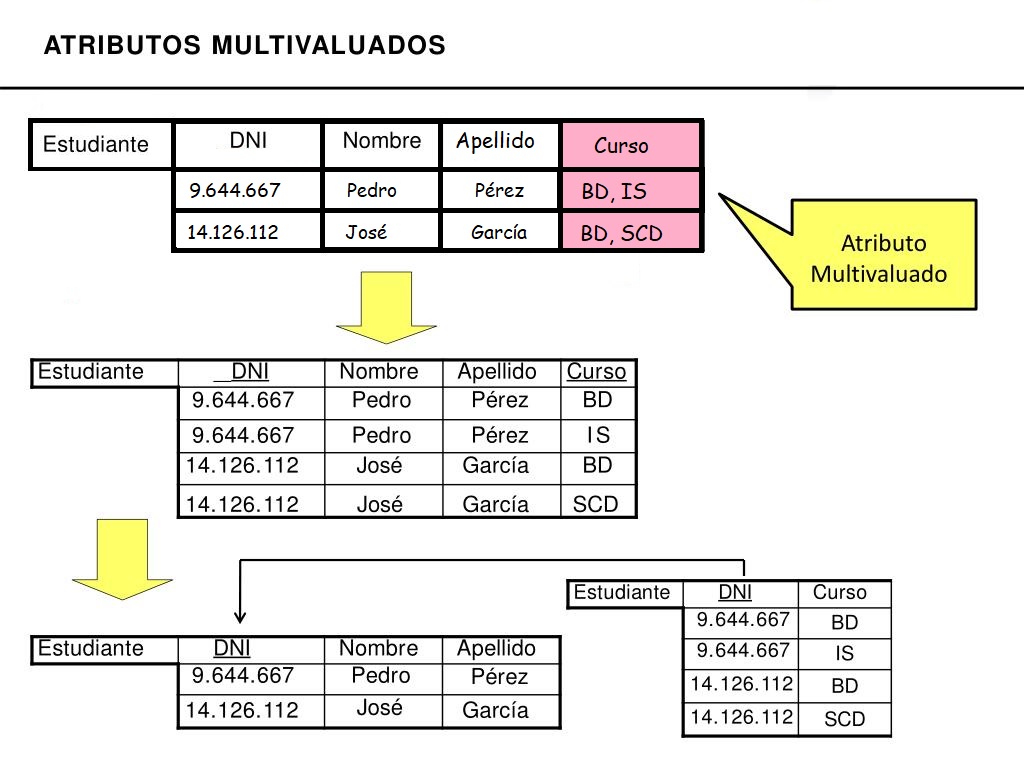 ATRIBUTOS MULTIVALUADOS
Estudiante DNI Nombre Apellido Curso
9.644.667 Pedro Pérez BD, IS
14.126.112 José García BD, SCD
Atributo
Multivaluado
Estudiante DNI Nombre Apellido Curso
9.644.667 Pedro Pérez BD
9.644.667 Pedro Pérez IS
14.126.112 José García BD
14.126.112 José García SCD
Estudiante DNI Curso
9.644.667 BD
9.644.667 IS
14.126.112 BD
14.126.112 SCD
Estudiante DNI Nombre Apellido
9.644.667 Pedro Pérez
14.126.112 José García